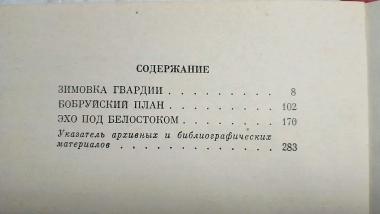 СОДЕРЖАНИЕ
ЗИМОВКА ГВАРДИИ . . . . . . . . . 8
БОБРУЙСКИЙ ПЛАН . . . . . . . . . 102
ЭХО ПОД БЕЛОСТОКОМ . . . . . . . . 170
Указатель архивных и библиографических
материалов . . . . . . . . . . . . 283